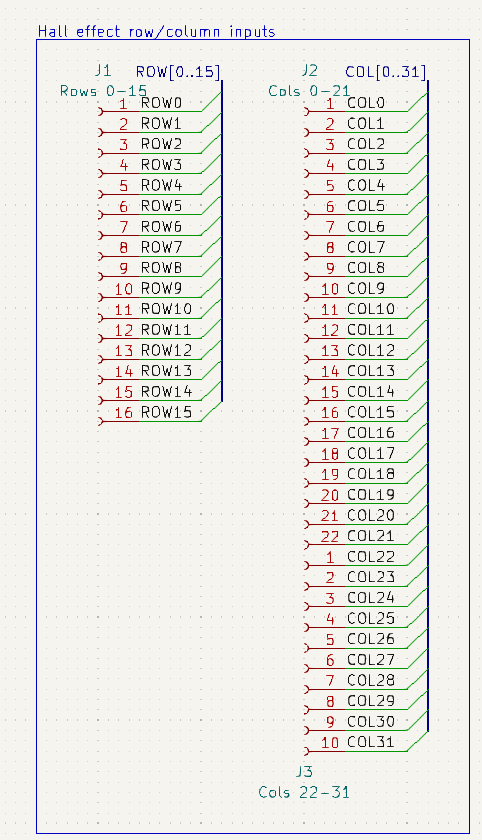 Hall effect row/column inputs
J1
ROW[0..15]
Rows 0-15
1 ROW0
2 ROW1
3 ROW2
4 ROW3
5 ROW4
6 ROW5
7 ROW6
8 ROW7
9 ROW8
10 ROW9
11 ROW10
12 ROW11
13 ROW12
14 ROW13
15 ROW14
16 ROW15
J2
COL[0..31]
Cols 0-21
1 COL0
2 COL1
3 COL2
4 COL3
5 COL4
6 COL5
7 COL6
8 COL7
9 COL8
10 COL9
11 COL10
12 COL11
13 COL12
14 COL13
15 COL14
16 COL15
17 COL16
18 COL17
19 COL18
20 COL19
21 COL20
22 COL21
1 COL22
2 COL23
3 COL24
4 COL25
5 COL26
6 COL27
7 COL28
8 COL29
9 COL30
10 COL31
J3
Cols 22-31